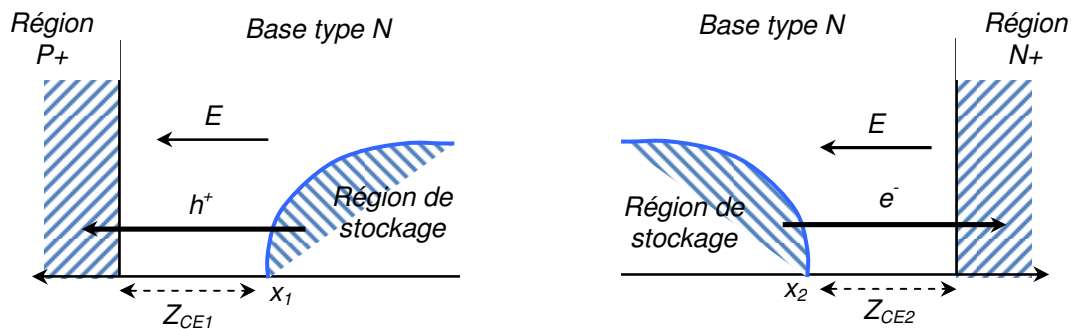 Région
P+
Base type N
E
h+
Région de
stockage
x1
ZCE1
Base type N
Région
N+
E
e-
Région de
stockage
x2
ZCE2